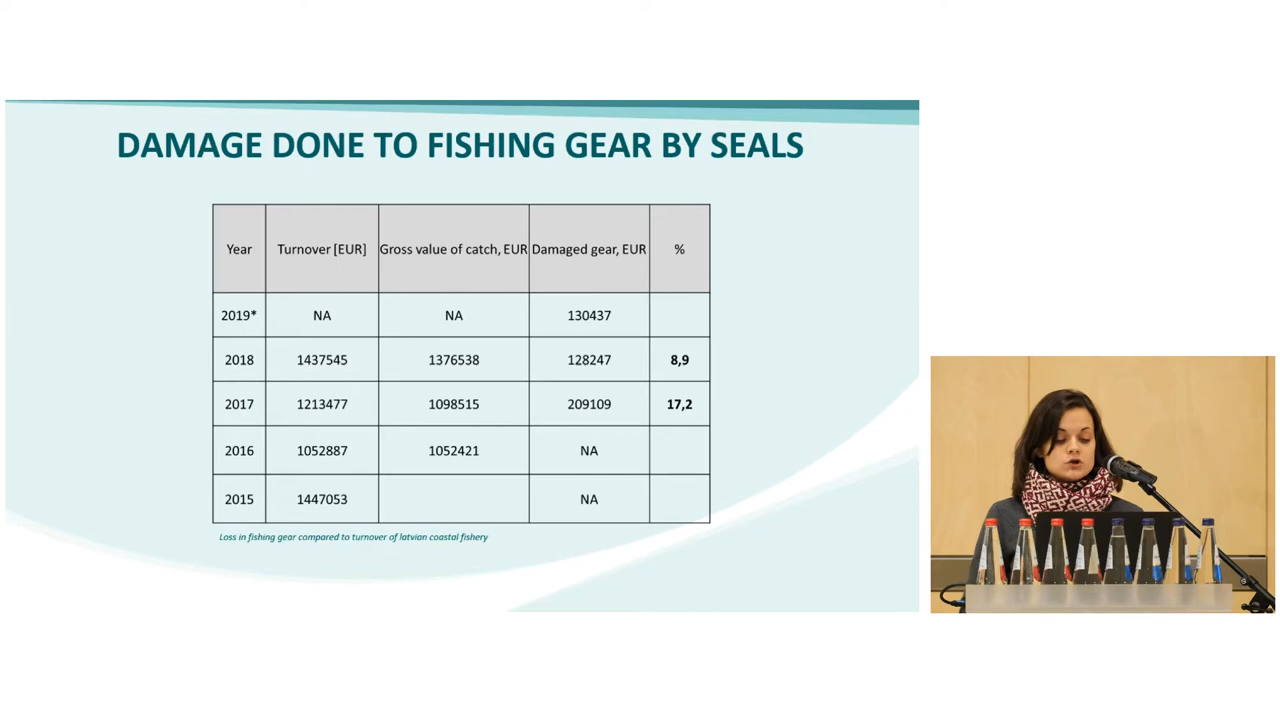 DAMAGE DONE TO FISHING GEAR BY SEALS
Year Turnover [EUR] Gross value of catch, EUR Damaged gear, EUR %
2019* NA NA 130437
2018 1437545 1376538 128247 8,9
2017 1213477 1098515 209109 17,2
2016 1052887 1052421 NA
2015 1447053 NA
Loss in fishing gear compared to turnover of latvian coastal fishery